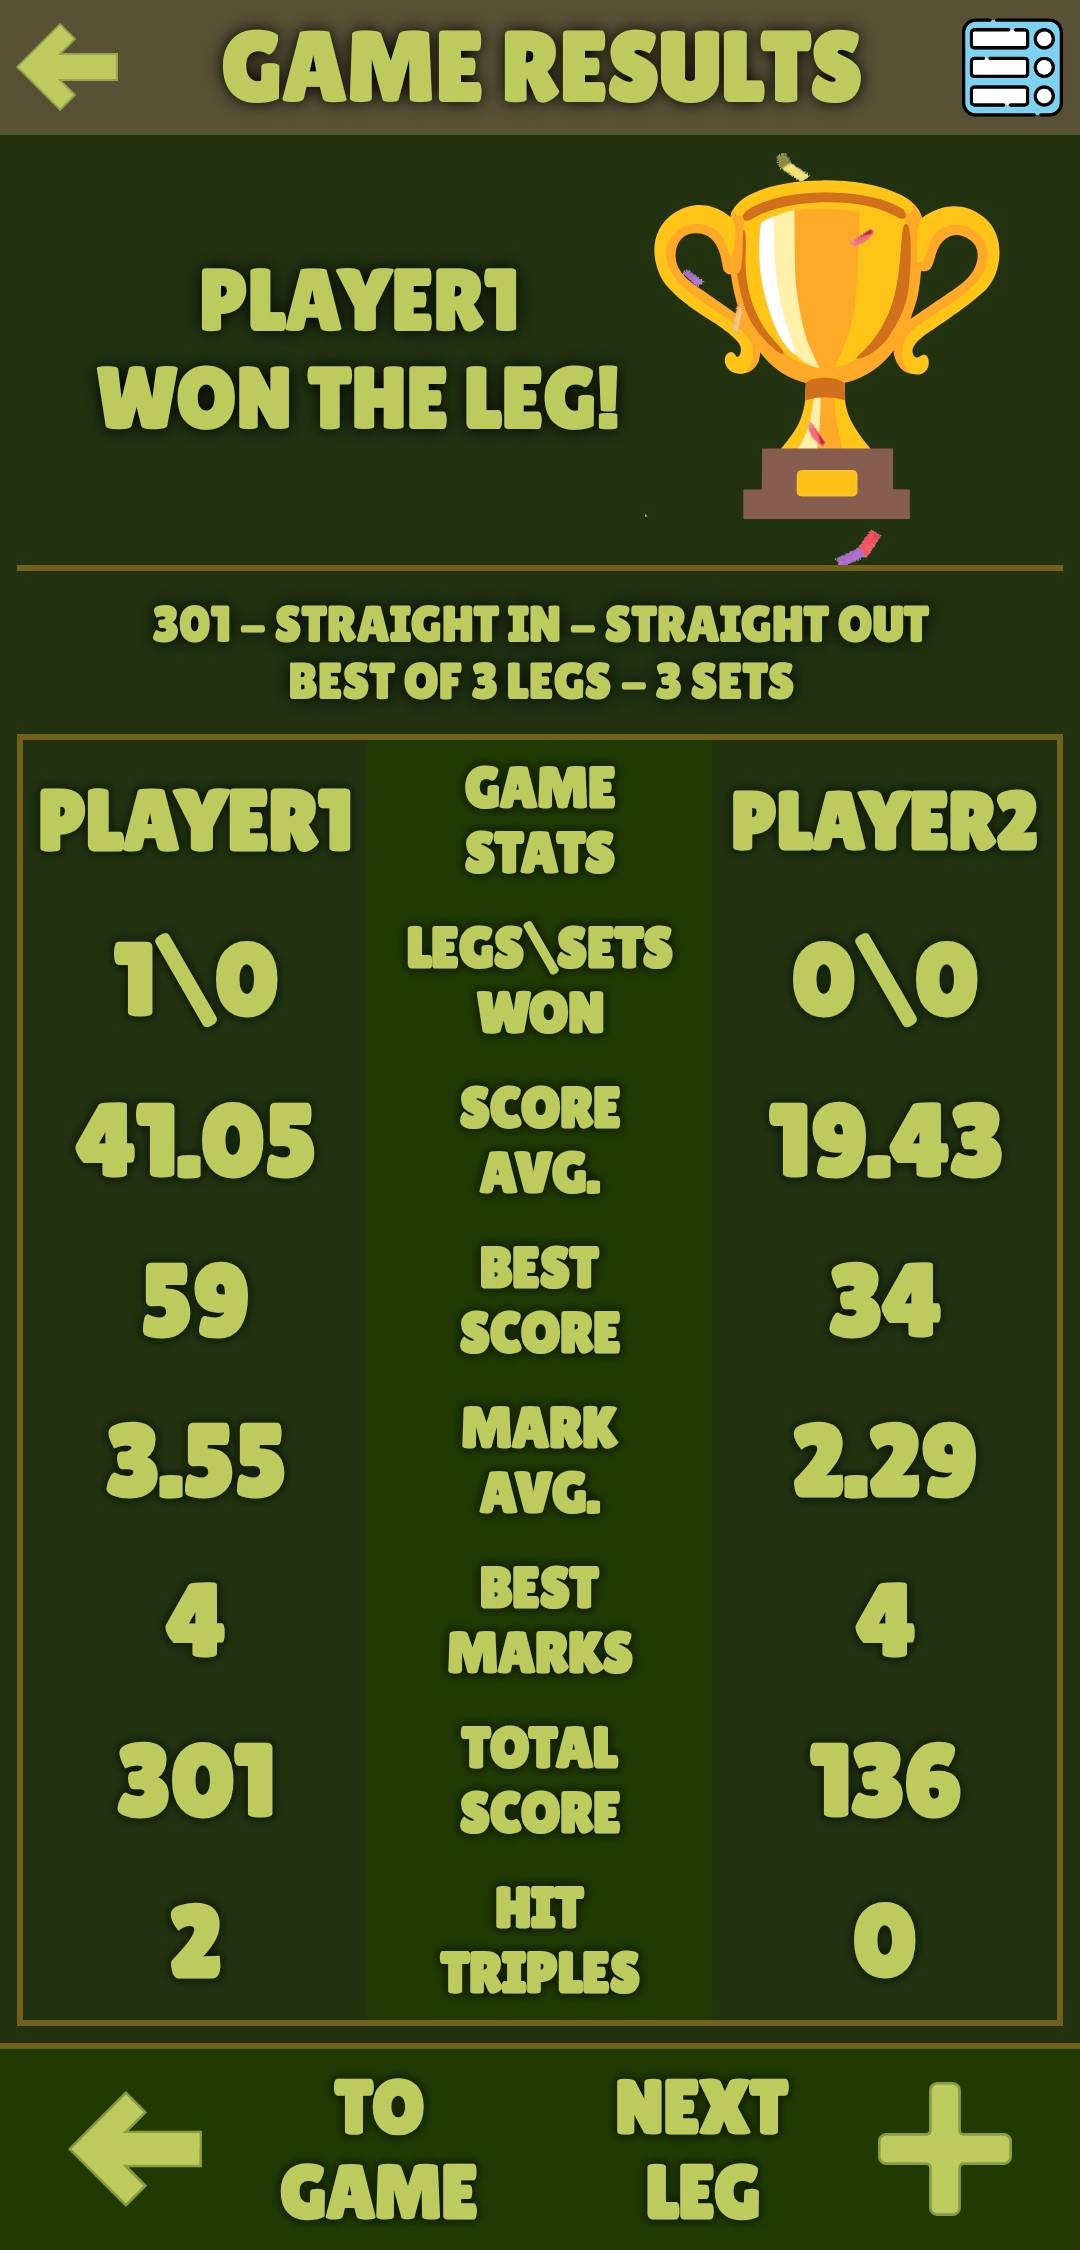 GAME RESULTS
PLAYER1
WON THE LEG!
301 – STRAIGHT IN – STRAIGHT OUT
BEST OF 3 LEGS – 3 SETS
PLAYER1
GAME
STATS
PLAYER2
1\0
LEGS\SETS
WON
0\0
41.05
SCORE
AVG.
19.43
59
BEST
SCORE
34
3.55
MARK
AVG.
2.29
4
BEST
MARKS
4
301
TOTAL
SCORE
136
2
HIT
TRIPLES
0
TO
GAME
NEXT
LEG